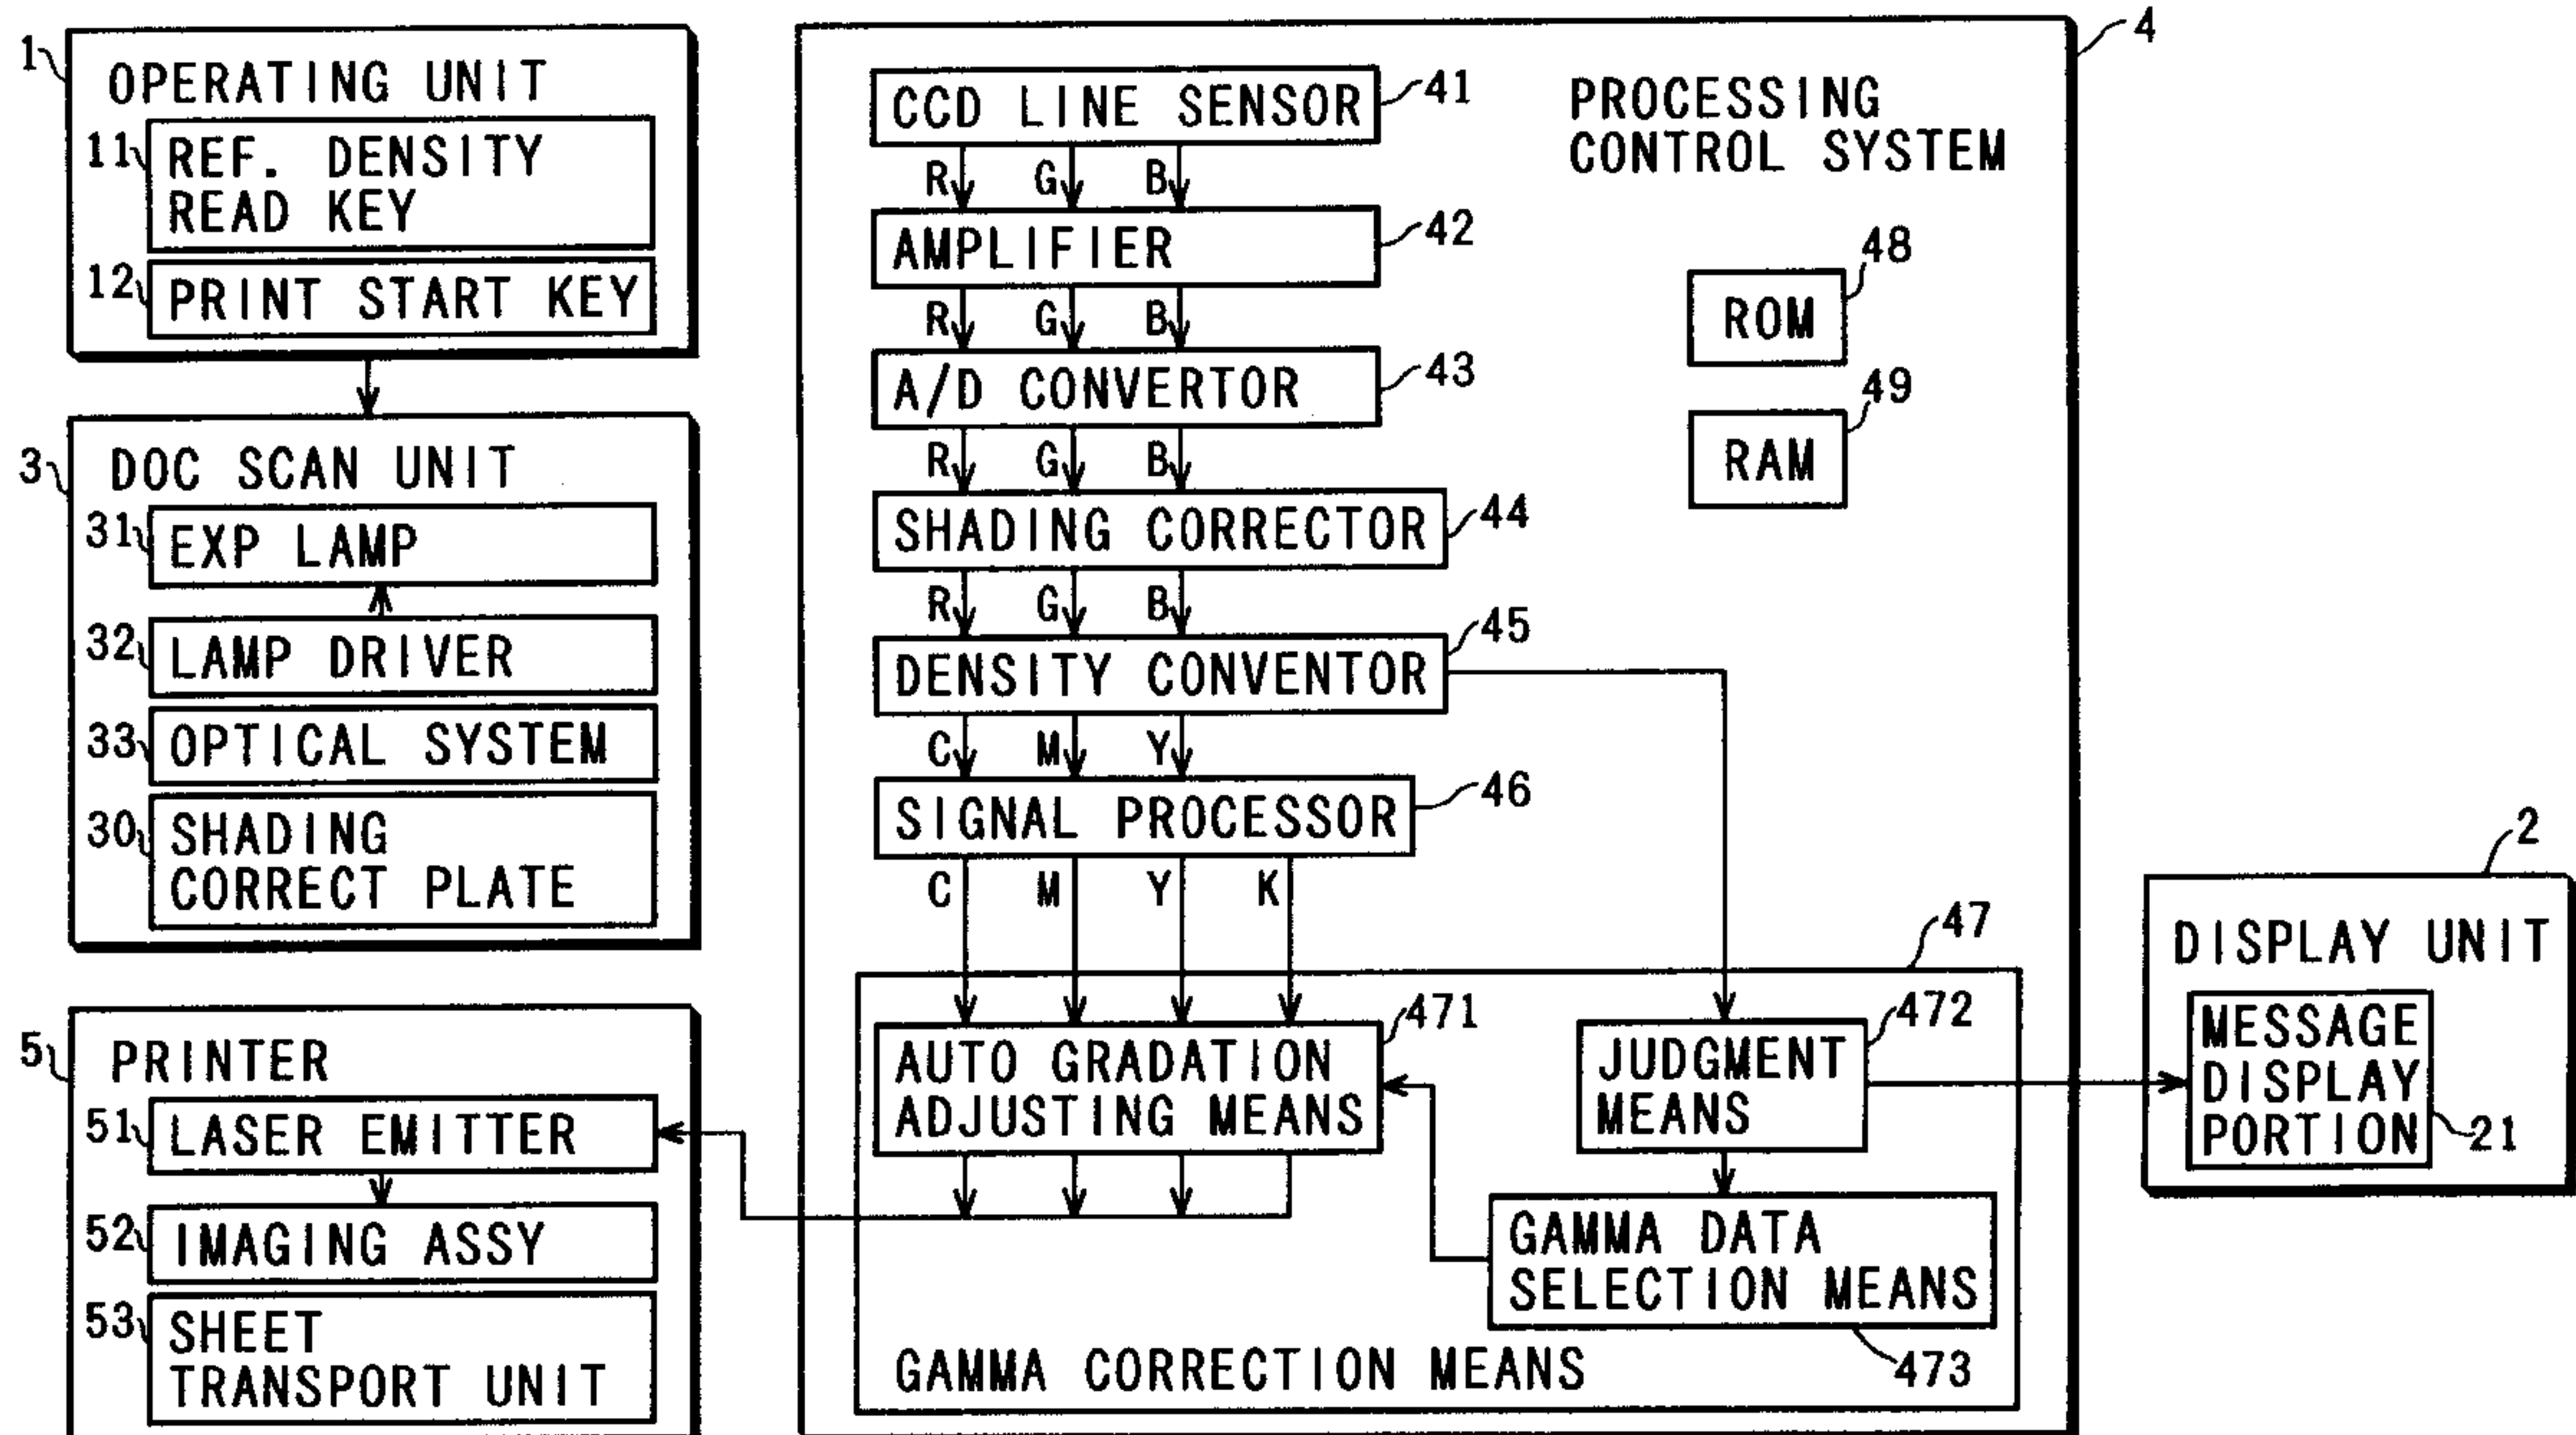 1
OPERATING UNIT
11
REF. DENSITY
READ KEY
12
PRINT START KEY
3
DOC SCAN UNIT
31
EXP LAMP
32
LAMP DRIVER
33
OPTICAL SYSTEM
30
SHADING
CORRECT PLATE
5
PRINTER
51
LASER EMITTER
52
IMAGING ASSY
53
SHEET
TRANSPORT UNIT
4
PROCESSING
CONTROL SYSTEM
CCD LINE SENSOR
41
R G B
AMPLIFIER
42
R G B
A/D CONVERTOR
43
R G B
SHADING CORRECTOR
44
R G B
DENSITY CONVENTOR
45
C M Y
SIGNAL PROCESSOR
46
C M Y K
48
ROM
49
RAM
47
471
AUTO GRADATION
ADJUSTING MEANS
472
JUDGMENT
MEANS
GAMMA DATA
SELECTION MEANS
473
GAMMA CORRECTION MEANS
2
DISPLAY UNIT
MESSAGE
DISPLAY
PORTION
21